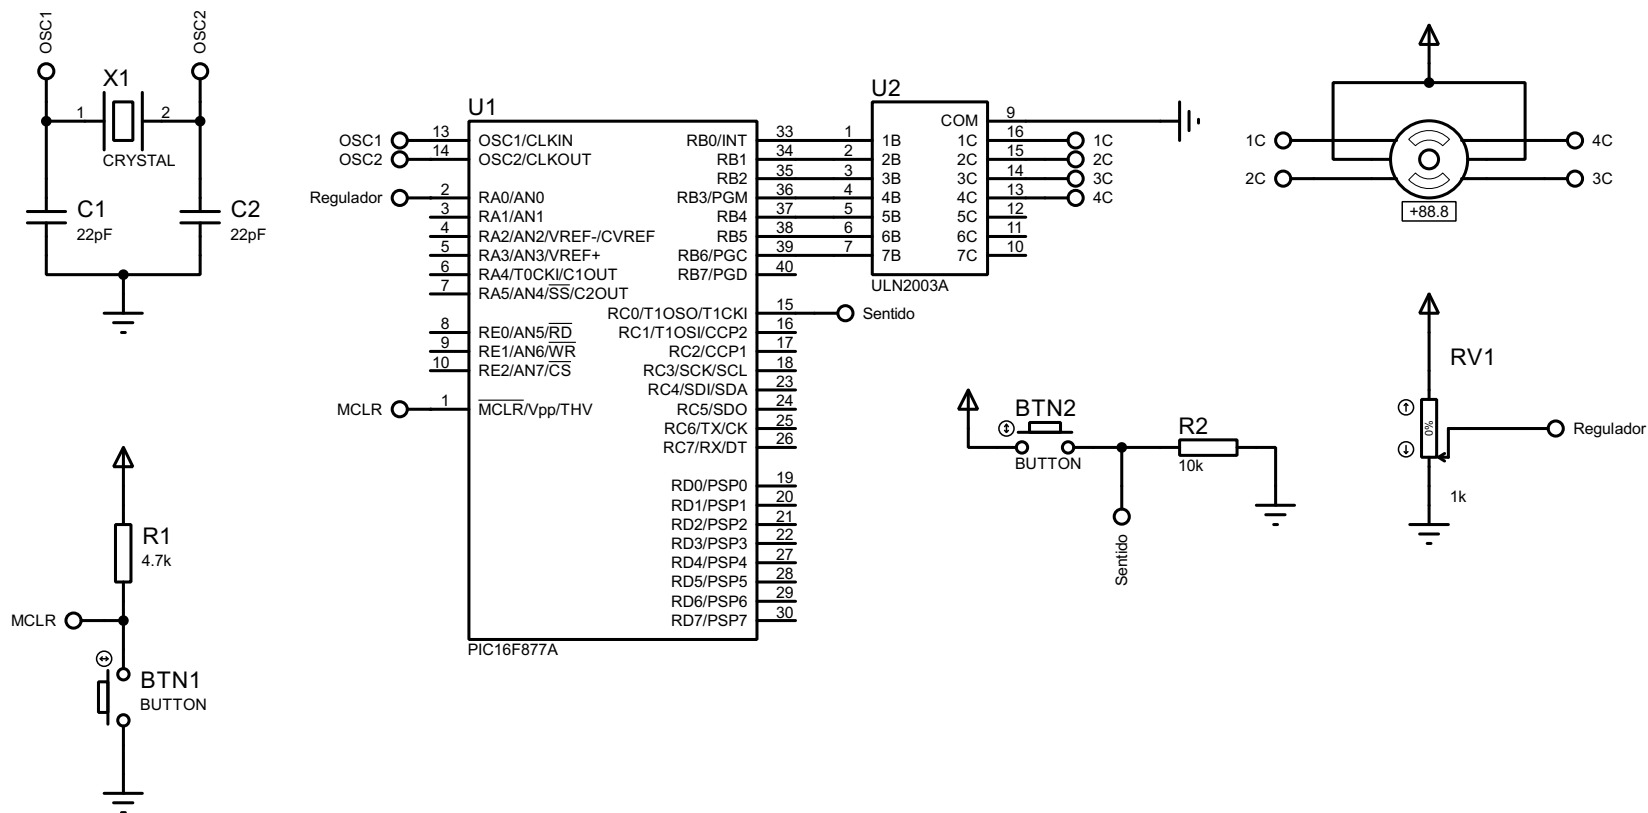 OSC1
OSC2
X1
1
2
CRYSTAL
C1
22pF
C2
22pF
R1
4.7k
MCLR
BTN1
BUTTON
U1
OSC1 13 OSC1/CLKIN
OSC2 14 OSC2/CLKOUT
Regulador 2 RA0/AN0
3 RA1/AN1
4 RA2/AN2/VREF-/CVREF
5 RA3/AN3/VREF+
6 RA4/T0CKI/C1OUT
7 RA5/AN4/SS/C2OUT
8 RE0/AN5/RD
9 RE1/AN6/WR
10 RE2/AN7/CS
MCLR 1 MCLR/Vpp/THV
RB0/INT 33
RB1 34
RB2 35
RB3/PGM 36
RB4 37
RB5 38
RB6/PGC 39
RB7/PGD 40
RC0/T1OSO/T1CKI 15 Sentido
RC1/T1OSI/CCP2 16
RC2/CCP1 17
RC3/SCK/SCL 18
RC4/SDI/SDA 23
RC5/SDO 24
RC6/TX/CK 25
RC7/RX/DT 26
RD0/PSP0 19
RD1/PSP1 20
RD2/PSP2 21
RD3/PSP3 22
RD4/PSP4 27
RD5/PSP5 28
RD6/PSP6 29
RD7/PSP7 30
PIC16F877A
U2
COM 9
1 1B 1C 16 1C
2 2B 2C 15 2C
3 3B 3C 14 3C
4 4B 4C 13 4C
5 5B 5C 12
6 6B 6C 11
7 7B 7C 10
ULN2003A
1C 4C
2C 3C
+88.8
BTN2
BUTTON
R2
10k
Sentido
RV1
0%
Regulador
1k